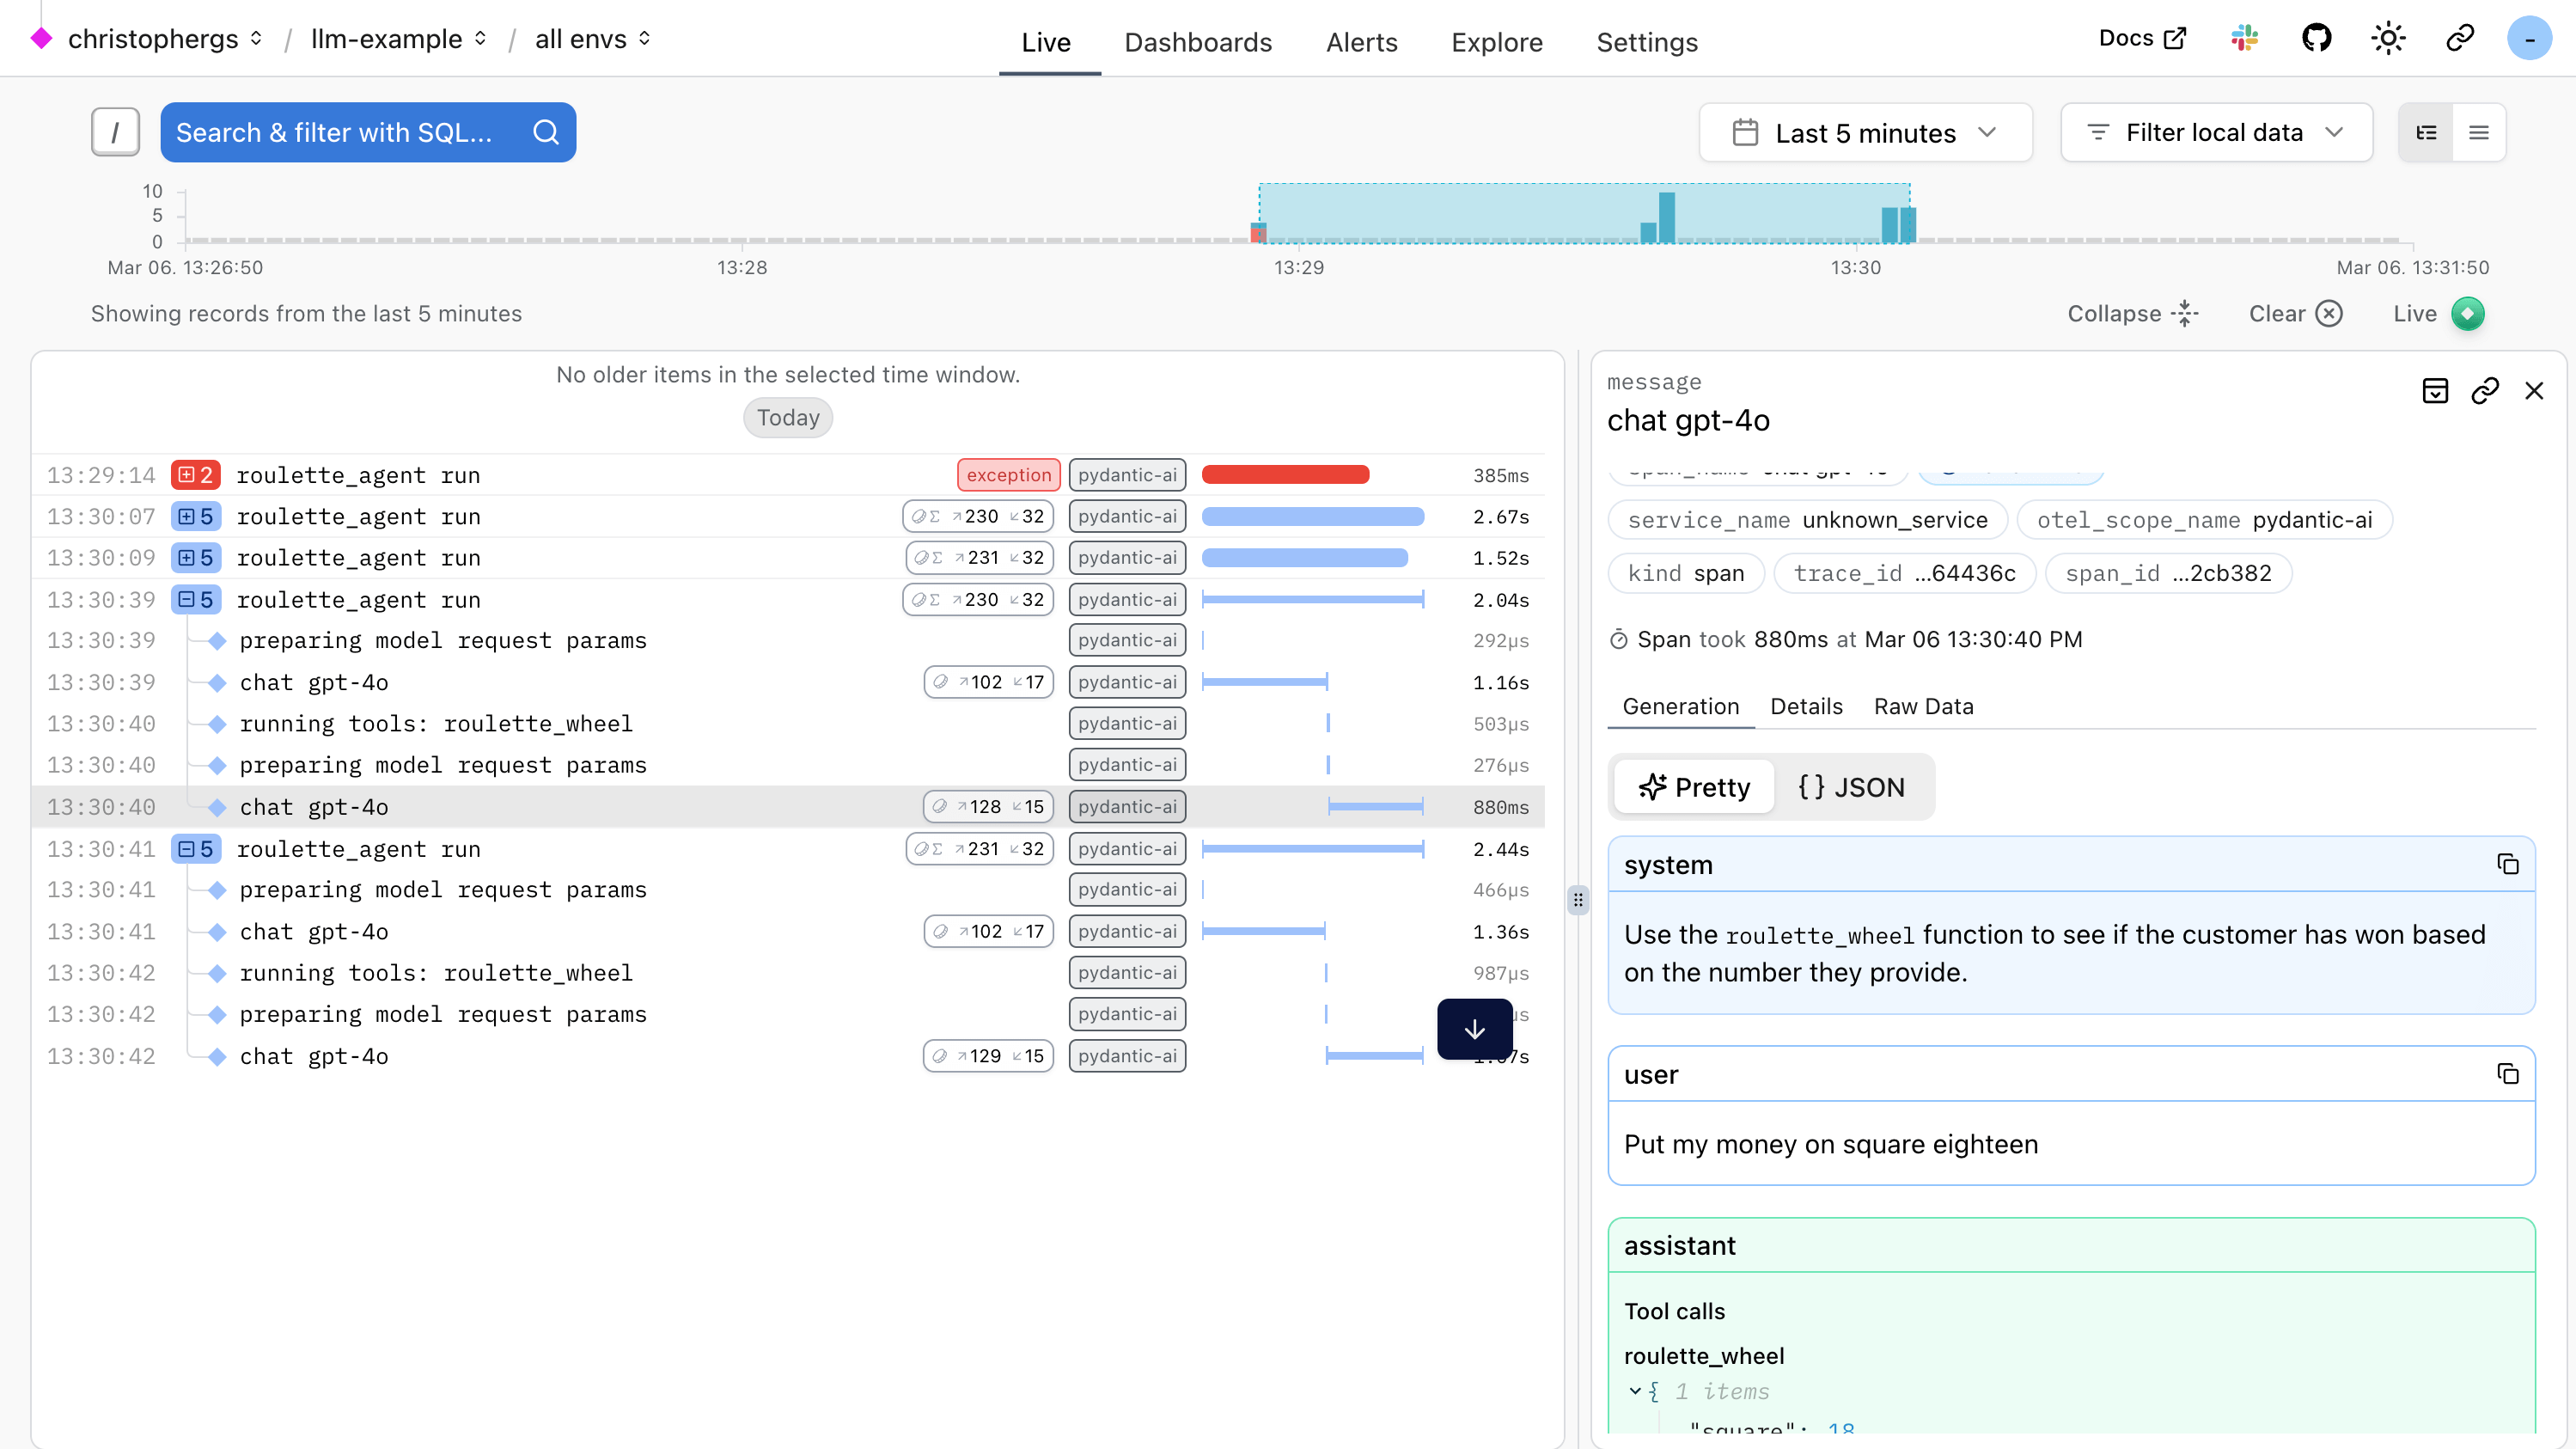 christophergs / llm-example / all envs
Live Dashboards Alerts Explore Settings
Docs
-
/ Search & filter with SQL...
Last 5 minutes
Filter local data
10
5
0
Mar 06, 13:26:50 13:28 13:29 13:30 Mar 06, 13:31:50
Showing records from the last 5 minutes
Collapse Clear Live
No older items in the selected time window.
Today
13:29:14 2 roulette_agent run exception pydantic-ai 385ms
13:30:07 5 roulette_agent run Σ 230 32 pydantic-ai 2.67s
13:30:09 5 roulette_agent run Σ 231 32 pydantic-ai 1.52s
13:30:39 5 roulette_agent run Σ 230 32 pydantic-ai 2.04s
13:30:39 preparing model request params pydantic-ai 292µs
13:30:39 chat gpt-4o 102 17 pydantic-ai 1.16s
13:30:40 running tools: roulette_wheel pydantic-ai 503µs
13:30:40 preparing model request params pydantic-ai 276µs
13:30:40 chat gpt-4o 128 15 pydantic-ai 880ms
13:30:41 5 roulette_agent run Σ 231 32 pydantic-ai 2.44s
13:30:41 preparing model request params pydantic-ai 466µs
13:30:41 chat gpt-4o 102 17 pydantic-ai 1.36s
13:30:42 running tools: roulette_wheel pydantic-ai 987µs
13:30:42 preparing model request params pydantic-ai
13:30:42 chat gpt-4o 129 15 pydantic-ai
message
chat gpt-4o
span_name chat gpt-4o
service_name unknown_service
otel_scope_name pydantic-ai
kind span
trace_id ...64436c
span_id ...2cb382
Span took 880ms at Mar 06 13:30:40 PM
Generation Details Raw Data
Pretty {} JSON
system
Use the roulette_wheel function to see if the customer has won based
on the number they provide.
user
Put my money on square eighteen
assistant
Tool calls
roulette_wheel
{ 1 items
"square": 18